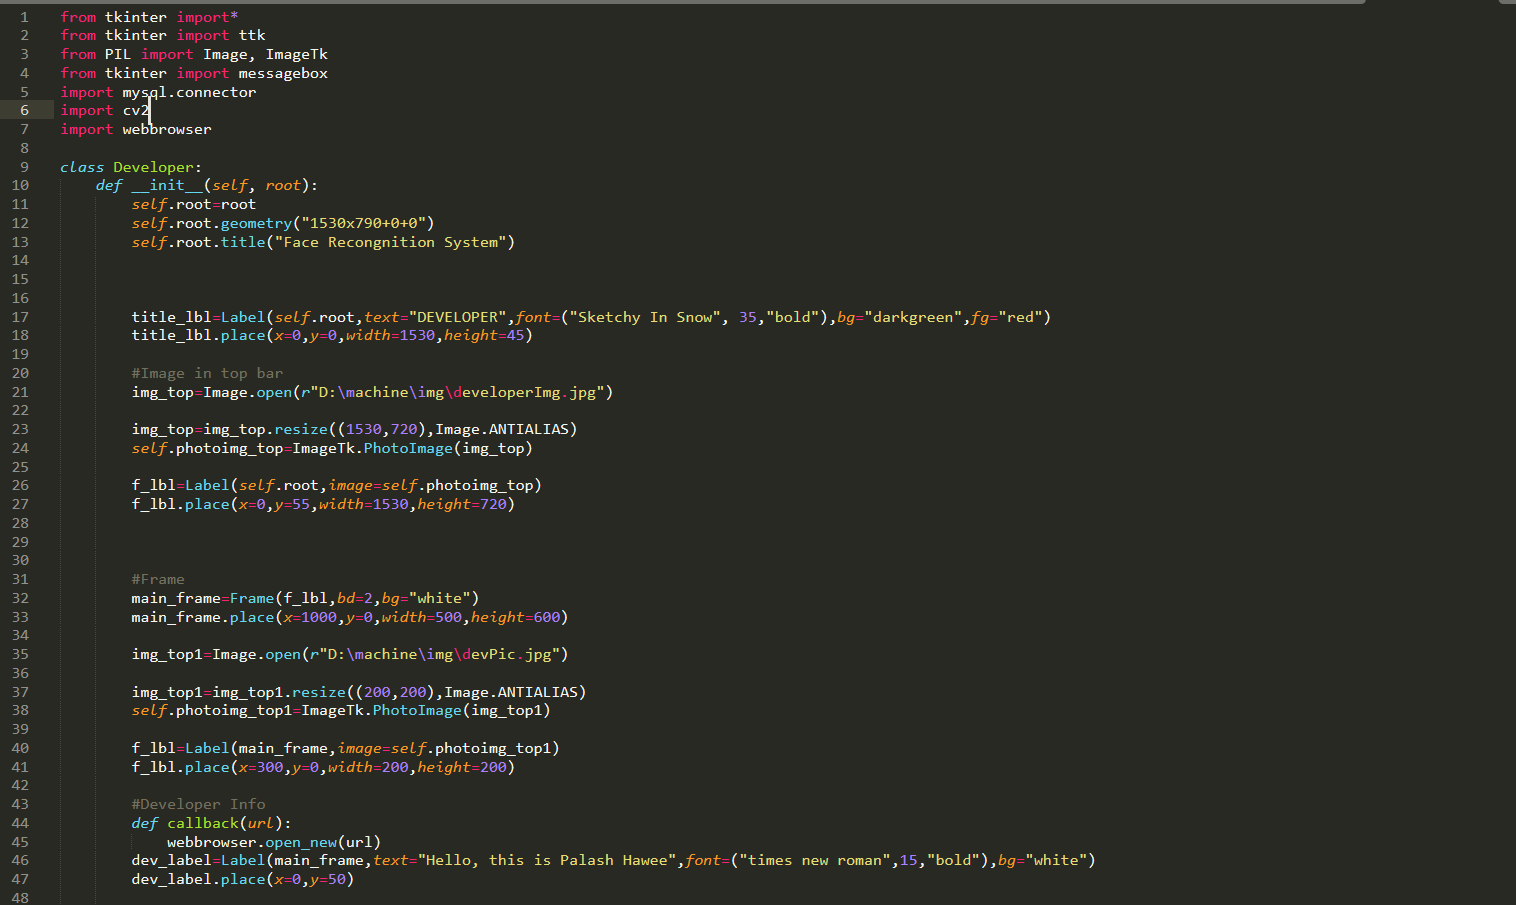 1 from tkinter import*
2 from tkinter import ttk
3 from PIL import Image, ImageTk
4 from tkinter import messagebox
5 import mysql.connector
6 import cv2
7 import webbrowser
8
9 class Developer:
10 def __init__(self, root):
11 self.root=root
12 self.root.geometry("1530x790+0+0")
13 self.root.title("Face Recongnition System")
14
15
16
17 title_lbl=Label(self.root,text="DEVELOPER",font=("Sketchy In Snow", 35,"bold"),bg="darkgreen",fg="red")
18 title_lbl.place(x=0,y=0,width=1530,height=45)
19
20 #Image in top bar
21 img_top=Image.open(r"D:\machine\img\developerImg.jpg")
22
23 img_top=img_top.resize((1530,720),Image.ANTIALIAS)
24 self.photoimg_top=ImageTk.PhotoImage(img_top)
25
26 f_lbl=Label(self.root,image=self.photoimg_top)
27 f_lbl.place(x=0,y=55,width=1530,height=720)
28
29
30
31 #Frame
32 main_frame=Frame(f_lbl,bd=2,bg="white")
33 main_frame.place(x=1000,y=0,width=500,height=600)
34
35 img_top1=Image.open(r"D:\machine\img\devPic.jpg")
36
37 img_top1=img_top1.resize((200,200),Image.ANTIALIAS)
38 self.photoimg_top1=ImageTk.PhotoImage(img_top1)
39
40 f_lbl=Label(main_frame,image=self.photoimg_top1)
41 f_lbl.place(x=300,y=0,width=200,height=200)
42
43 #Developer Info
44 def callback(url):
45 webbrowser.open_new(url)
46 dev_label=Label(main_frame,text="Hello, this is Palash Hawee",font=("times new roman",15,"bold"),bg="white")
47 dev_label.place(x=0,y=50)
48